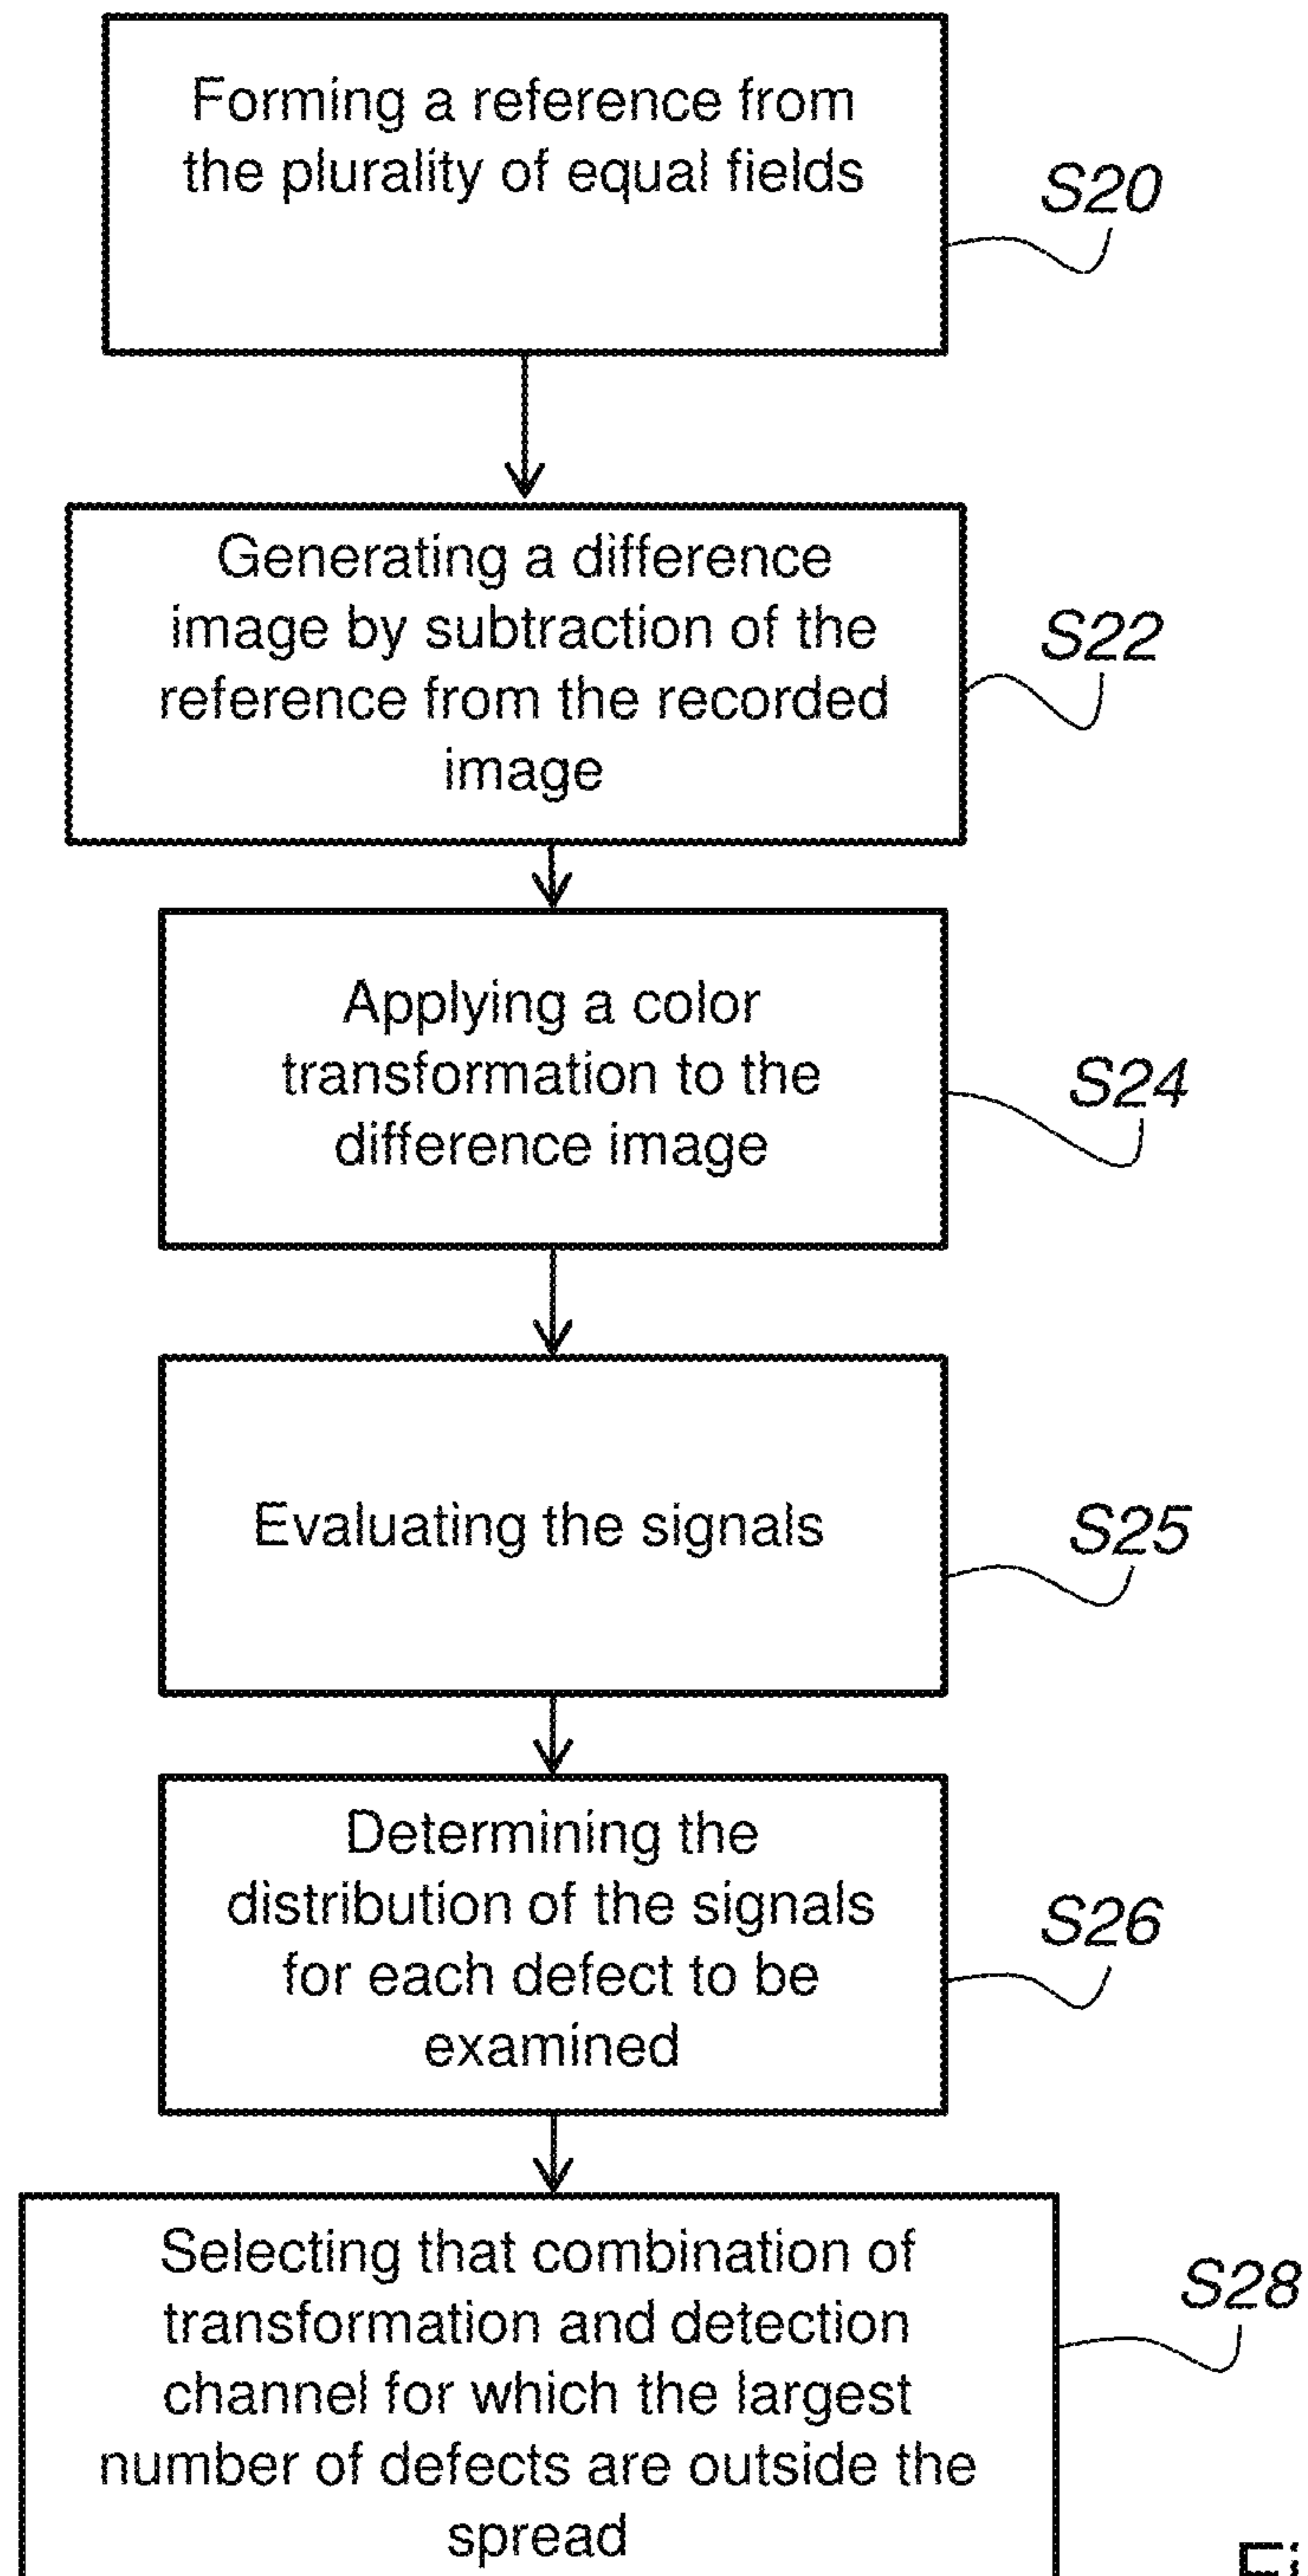 Forming a reference from
the plurality of equal fields
S20
Generating a difference
image by subtraction of the
reference from the recorded
image
S22
Applying a color
transformation to the
difference image
S24
Evaluating the signals
S25
Determining the
distribution of the signals
for each defect to be
examined
S26
Selecting that combination of
transformation and detection
channel for which the largest
number of defects are outside the
spread
S28